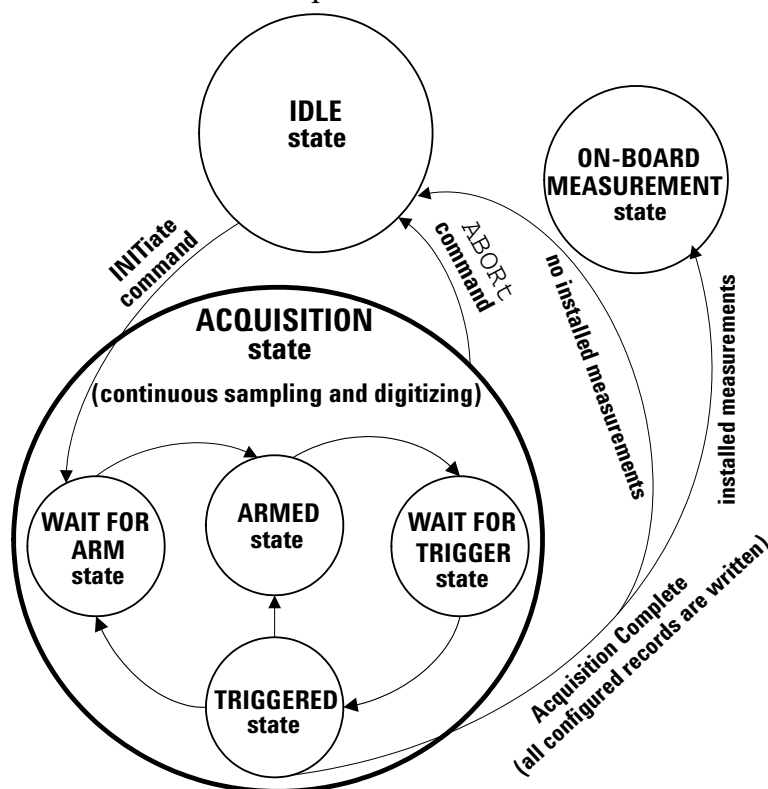 IDLE
state
ON-BOARD
MEASUREMENT
state
INITiate
command
ABORt
command
no installed measurements
installed measurements
ACQUISITION
state
(continuous sampling and digitizing)
WAIT FOR
ARM
state
ARMED
state
WAIT FOR
TRIGGER
state
TRIGGERED
state
Acquisition Complete
(all configured records are written)